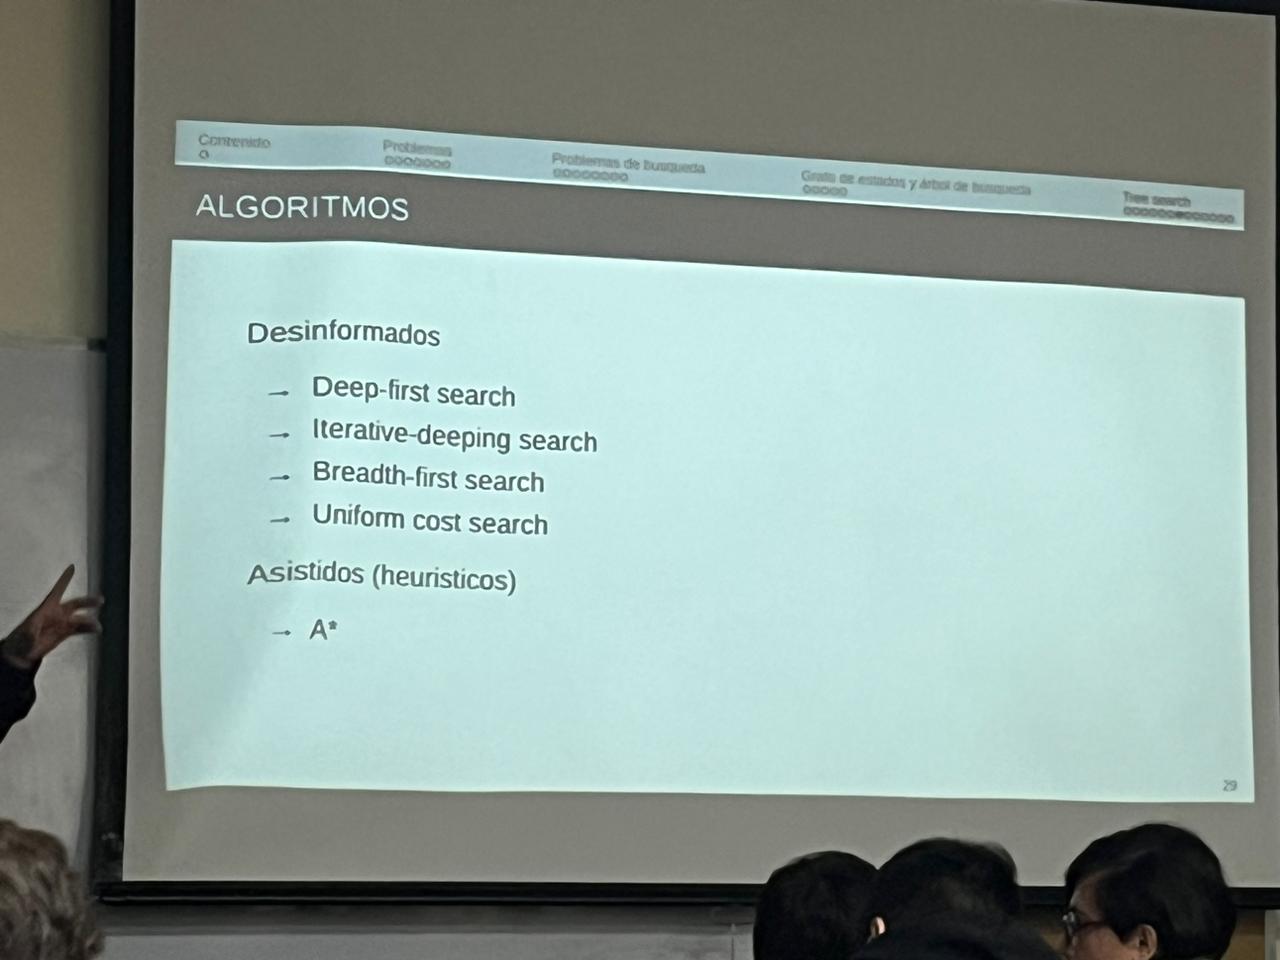 Contenido
Problemas
Problemas de busqueda
Grafo de estados y árbol de busqueda
Tree search
ALGORITMOS
Desinformados
→ Deep-first search
→ Iterative-deeping search
→ Breadth-first search
→ Uniform cost search
Asistidos (heuristicos)
→ A*
29